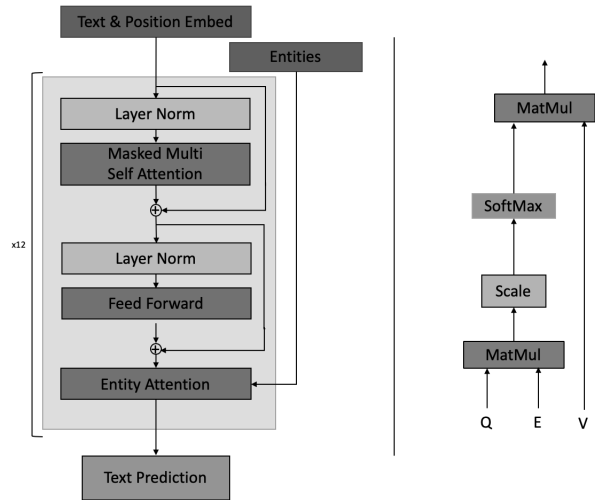 Text & Position Embed
Entities
x12
Layer Norm
Masked Multi
Self Attention
Layer Norm
Feed Forward
Entity Attention
Text Prediction
MatMul
SoftMax
Scale
MatMul
Q E V